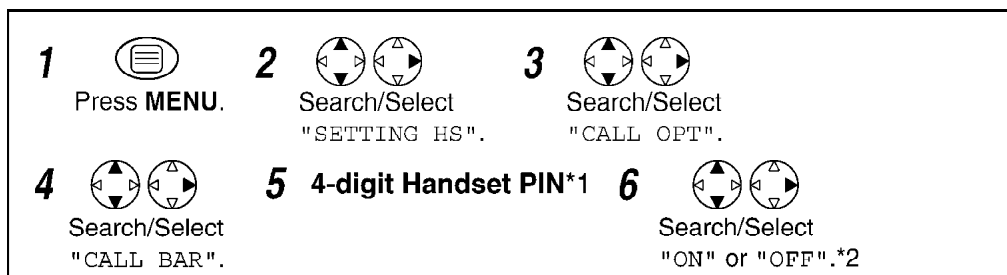 1 2 3
Press MENU. Search/Select Search/Select
"SETTING HS". "CALL OPT".
4 5 4-digit Handset PIN*1 6
Search/Select Search/Select
"CALL BAR". "ON" or "OFF".*2